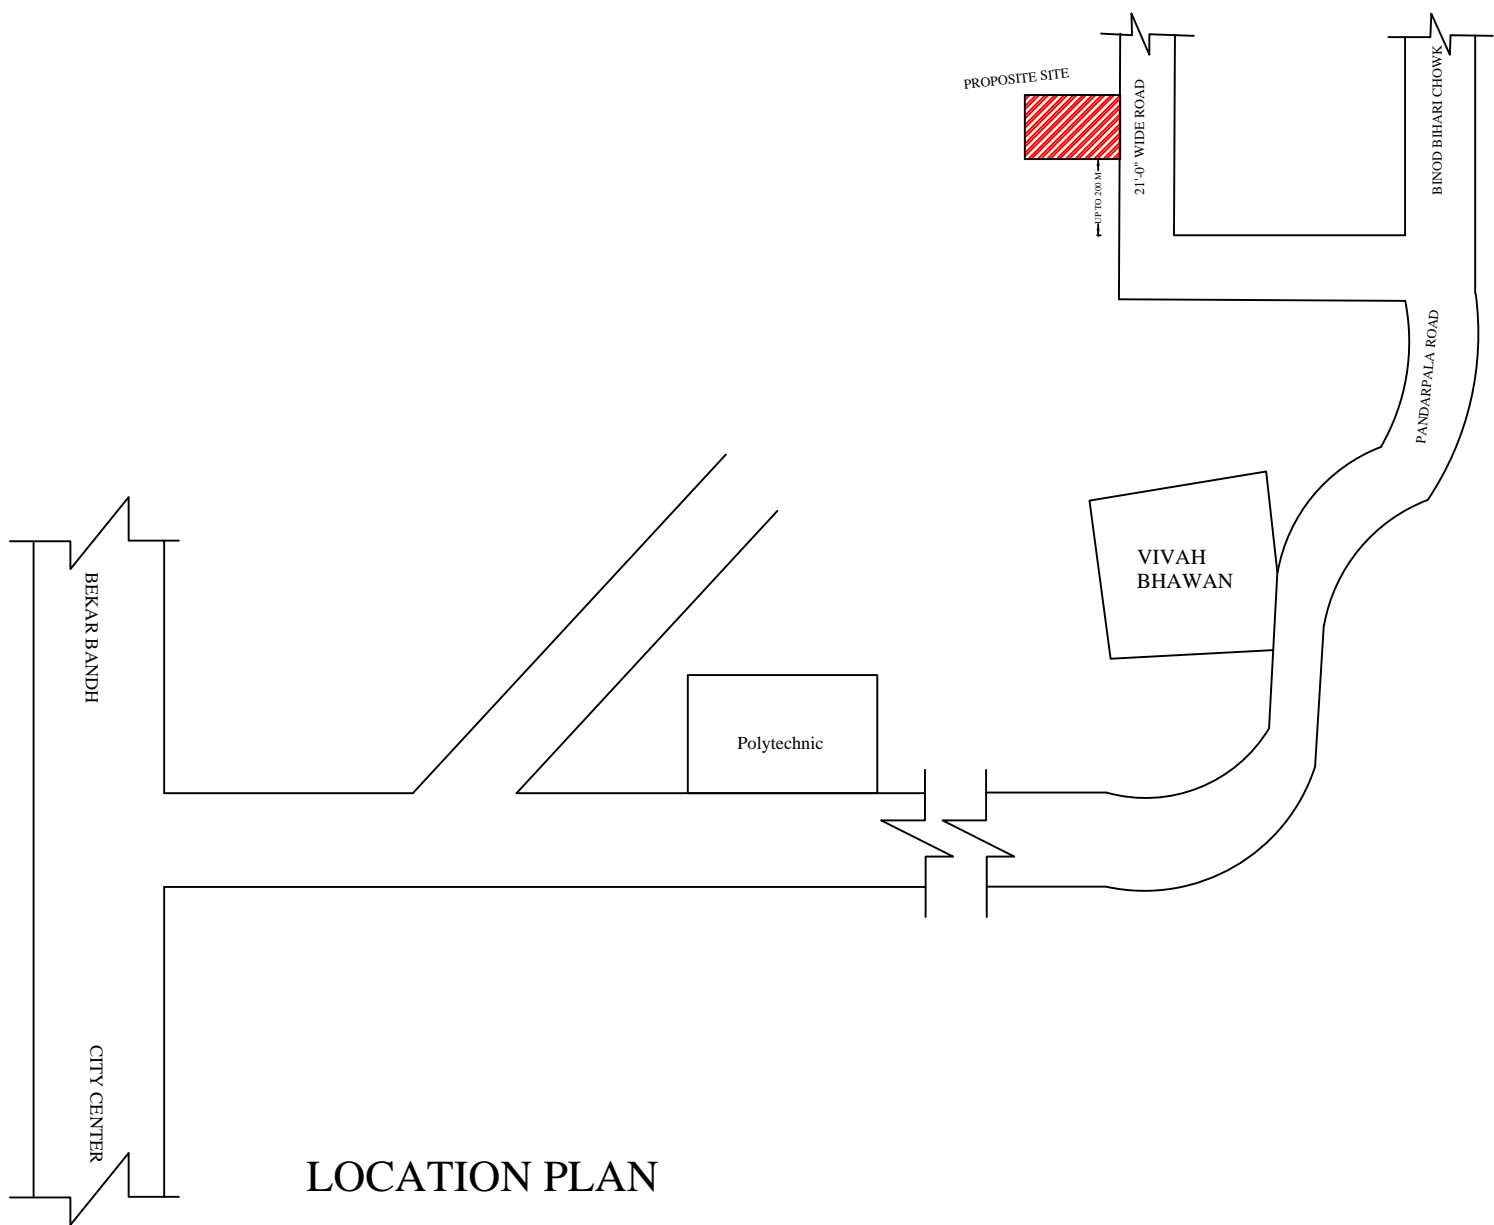 PROPOSITE SITE
21'-0" WIDE ROAD
BINOD BIHARI CHOWK
UP TO 200 M
PANDARPALA ROAD
VIVAH
BHAWAN
BEKAR BANDH
Polytechnic
CITY CENTER
LOCATION PLAN